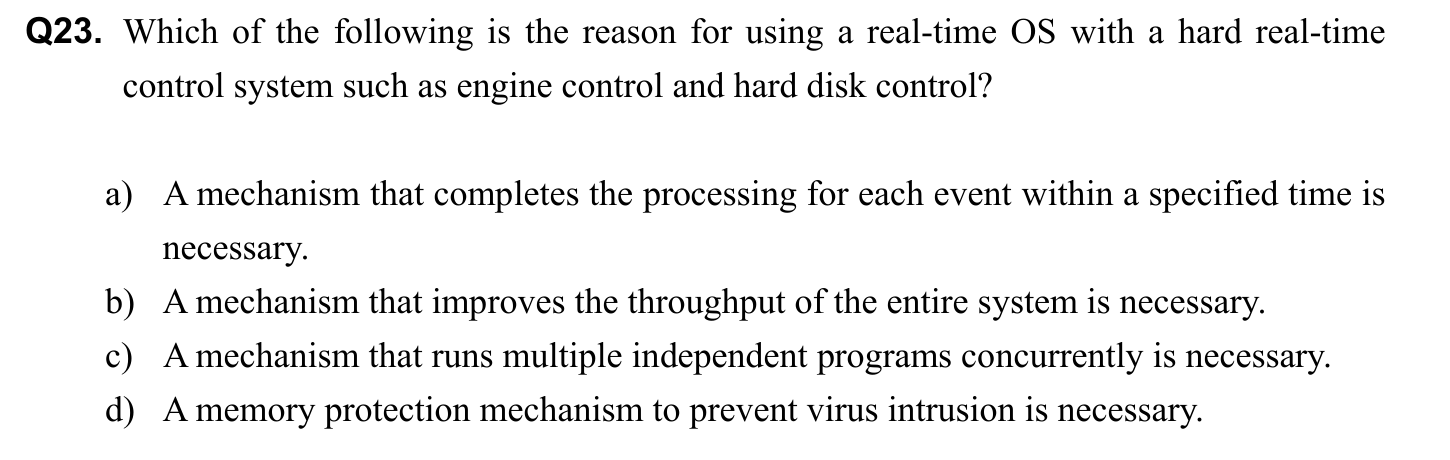 Q23. Which of the following is the reason for using a real-time OS with a hard real-time
control system such as engine control and hard disk control?
a) A mechanism that completes the processing for each event within a specified time is
necessary.
b) A mechanism that improves the throughput of the entire system is necessary.
c) A mechanism that runs multiple independent programs concurrently is necessary.
d) A memory protection mechanism to prevent virus intrusion is necessary.